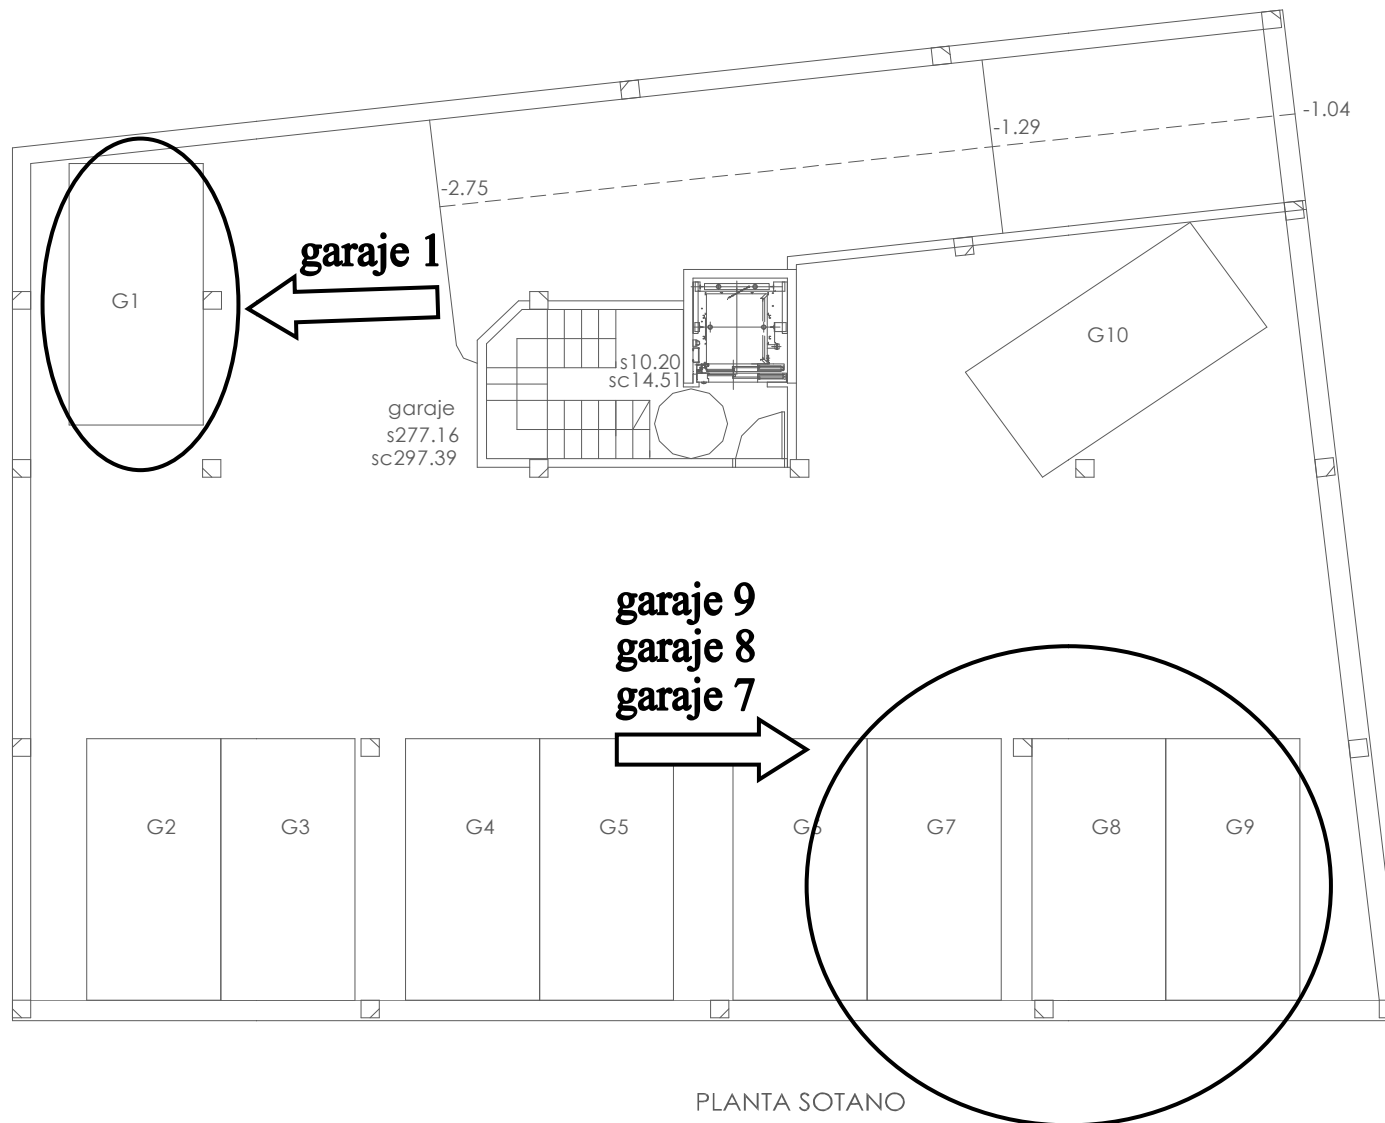 -1.04
-1.29
-2.75
garaje 1
G1
G10
s10.20
sc14.51
garaje
s277.16
sc297.39
garaje 9
garaje 8
garaje 7
G2 G3 G4 G5 G6 G7 G8 G9
PLANTA SOTANO